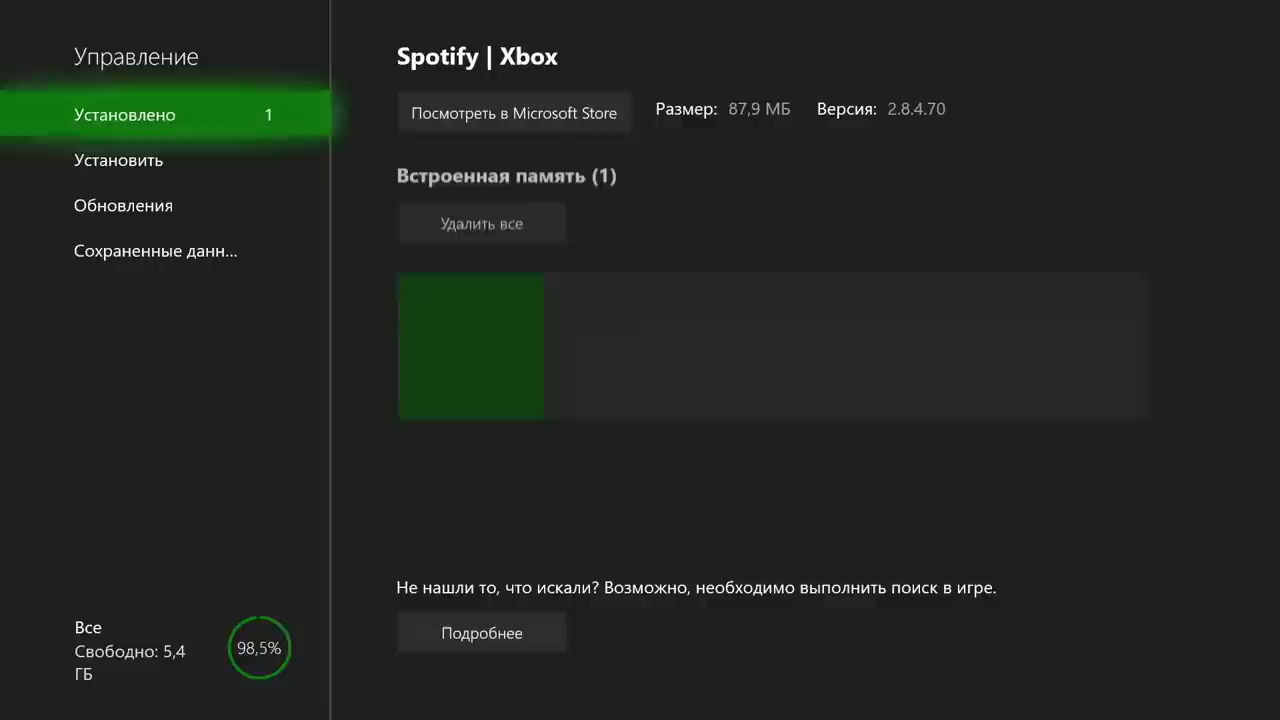 Управление
Установлено 1
Установить
Обновления
Сохраненные данн...
Все
Свободно: 5,4
ГБ
98,5%
Spotify | Xbox
Посмотреть в Microsoft Store Размер: 87,9 МБ Версия: 2.8.4.70
Встроенная память (1)
Удалить все
Не нашли то, что искали? Возможно, необходимо выполнить поиск в игре.
Подробнее